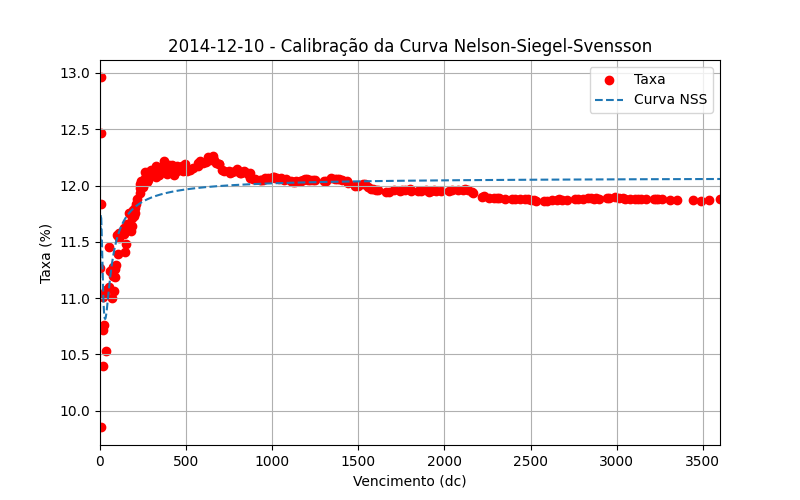 2014-12-10 - Calibração da Curva Nelson-Siegel-Svensson
Taxa
Curva NSS
Taxa (%)
13.0
12.5
12.0
11.5
11.0
10.5
10.0
0 500 1000 1500 2000 2500 3000 3500
Vencimento (dc)